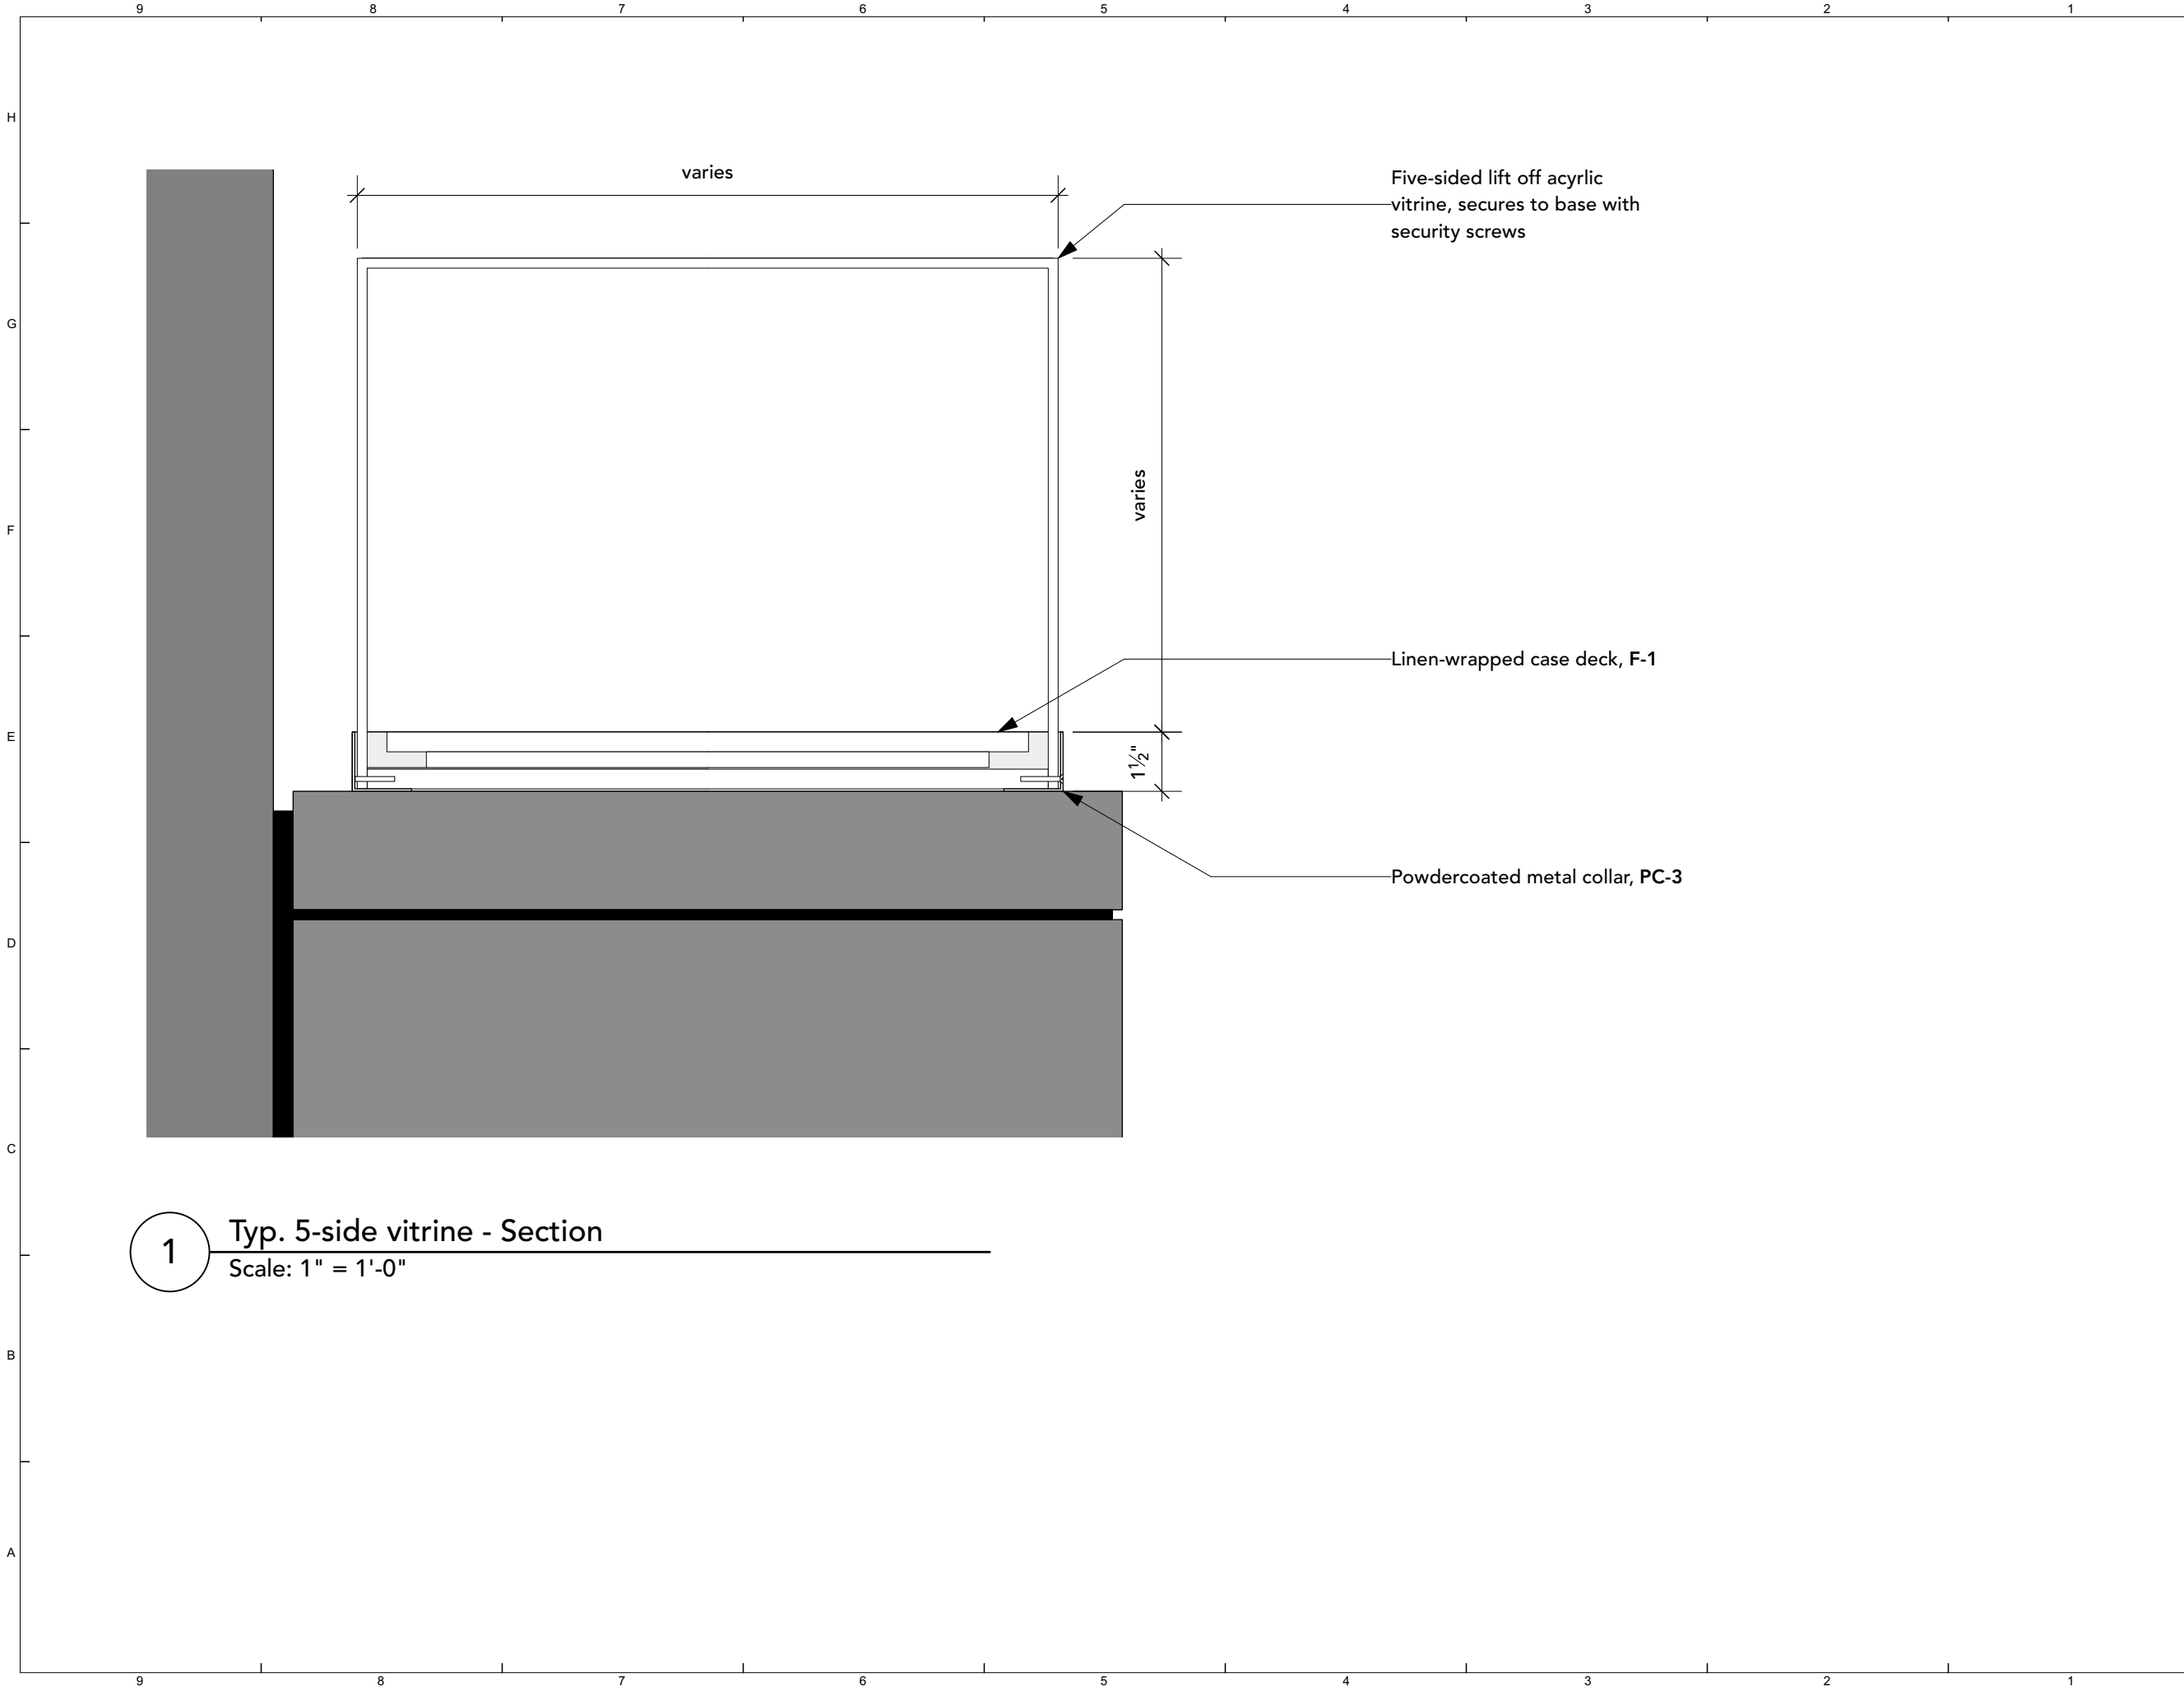 9 8 7 6 5 4 3 2 1
H
varies
Five-sided lift off acyrlic
vitrine, secures to base with
security screws
G
varies
F
Linen-wrapped case deck, F-1
E
1½"
Powdercoated metal collar, PC-3
D
C
1
Typ. 5-side vitrine - Section
Scale: 1" = 1'-0"
B
A
9 8 7 6 5 4 3 2 1